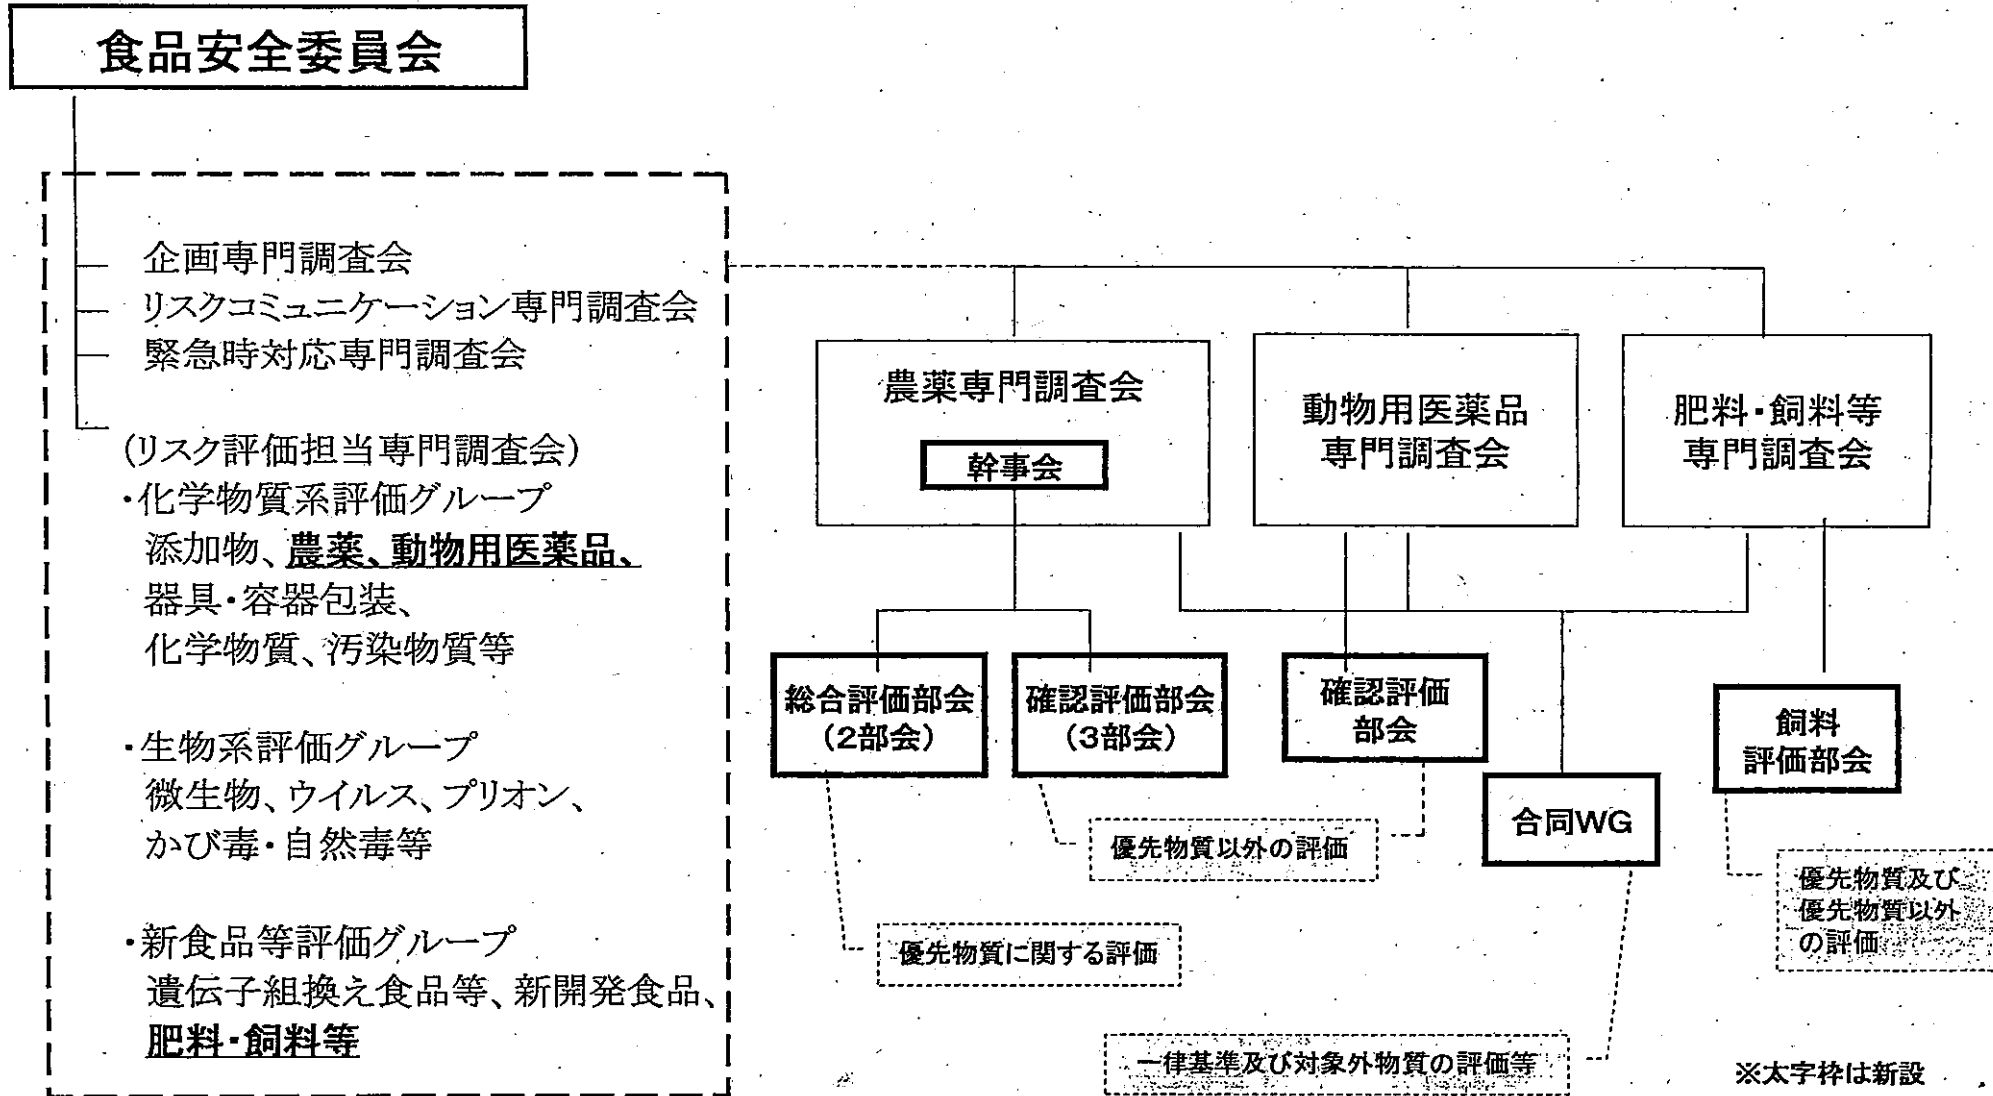 食品安全委員会
企画専門調査会
リスクコミュニケーション専門調査会
緊急時対応専門調査会
(リスク評価担当専門調査会)
・化学物質系評価グループ
添加物、農薬、動物用医薬品、
器具・容器包装、
化学物質、汚染物質等
・生物系評価グループ
微生物、ウイルス、プリオン、
かび毒・自然毒等
・新食品等評価グループ
遺伝子組換え食品等、新開発食品、
肥料・飼料等
農薬専門調査会
幹事会
動物用医薬品
専門調査会
肥料・飼料等
専門調査会
総合評価部会
(2部会)
確認評価部会
(3部会)
確認評価
部会
合同WG
飼料
評価部会
優先物質以外の評価
優先物質に関する評価
優先物質及び
優先物質以外
の評価
一律基準及び対象外物質の評価等
※太字枠は新設